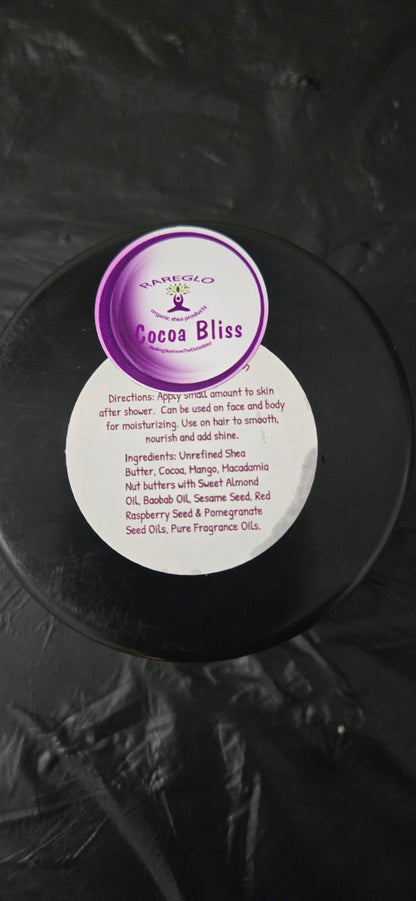 RAREGLO
organic shea products
Cocoa Bliss
HealingSkinFromTheOutsideIn!
Directions: Apply small amount to skin
after shower. Can be used on face and body
for moisturizing. Use on hair to smooth,
nourish and add shine.
Ingredients: Unrefined Shea
Butter, Cocoa, Mango, Macadamia
Nut butters with Sweet Almond
Oil, Baobab Oil, Sesame Seed, Red
Raspberry Seed & Pomegranate
Seed Oils, Pure Fragrance Oils.